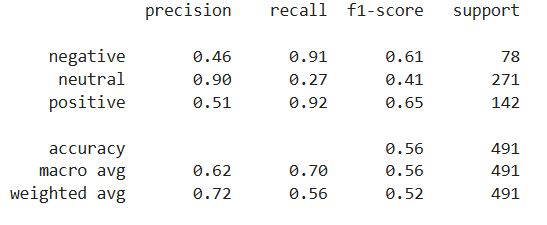 precision recall f1-score support
negative 0.46 0.91 0.61 78
neutral 0.90 0.27 0.41 271
positive 0.51 0.92 0.65 142
accuracy 0.56 491
macro avg 0.62 0.70 0.56 491
weighted avg 0.72 0.56 0.52 491